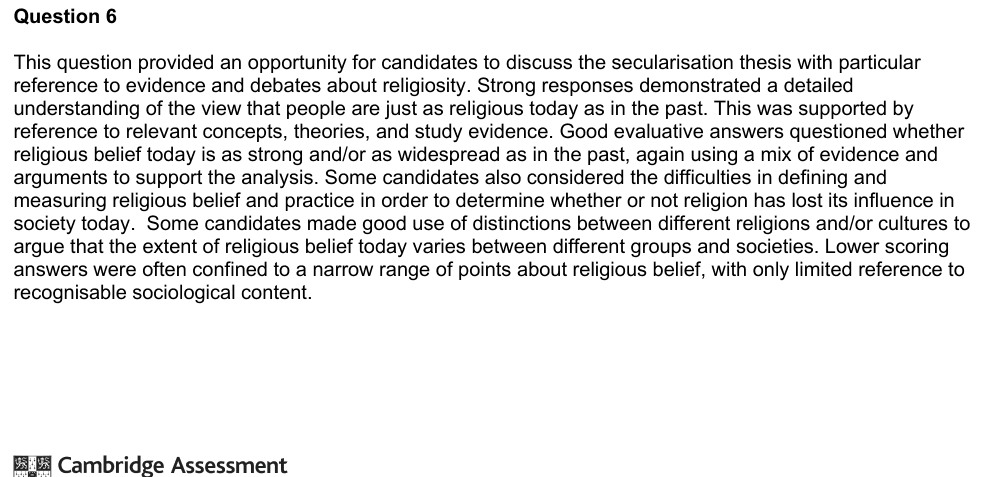 Question 6
This question provided an opportunity for candidates to discuss the secularisation thesis with particular
reference to evidence and debates about religiosity. Strong responses demonstrated a detailed
understanding of the view that people are just as religious today as in the past. This was supported by
reference to relevant concepts, theories, and study evidence. Good evaluative answers questioned whether
religious belief today is as strong and/or as widespread as in the past, again using a mix of evidence and
arguments to support the analysis. Some candidates also considered the difficulties in defining and
measuring religious belief and practice in order to determine whether or not religion has lost its influence in
society today.  Some candidates made good use of distinctions between different religions and/or cultures to
argue that the extent of religious belief today varies between different groups and societies. Lower scoring
answers were often confined to a narrow range of points about religious belief, with only limited reference to
recognisable sociological content.
Cambridge Assessment